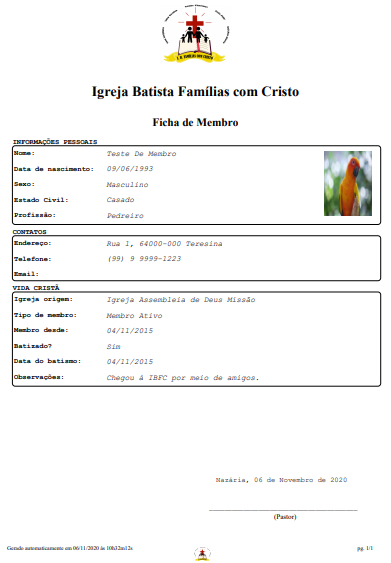 I. B. FAMÍLIAS COM CRISTO
Igreja Batista Famílias com Cristo
Ficha de Membro
INFORMAÇÕES PESSOAIS
Nome: Teste De Membro
Data de nascimento: 09/06/1993
Sexo: Masculino
Estado Civil: Casado
Profissão: Pedreiro
CONTATOS
Endereço: Rua 1, 64000-000 Teresina
Telefone: (99) 9 9999-1223
Email:
VIDA CRISTÃ
Igreja origem: Igreja Assembleia de Deus Missão
Tipo de membro: Membro Ativo
Membro desde: 04/11/2015
Batizado? Sim
Data do batismo: 04/11/2015
Observações: Chegou à IBFC por meio de amigos.
Nazária, 06 de Novembro de 2020
(Pastor)
Gerado automaticamente em 06/11/2020 às 10h32m12s pg. 1/1